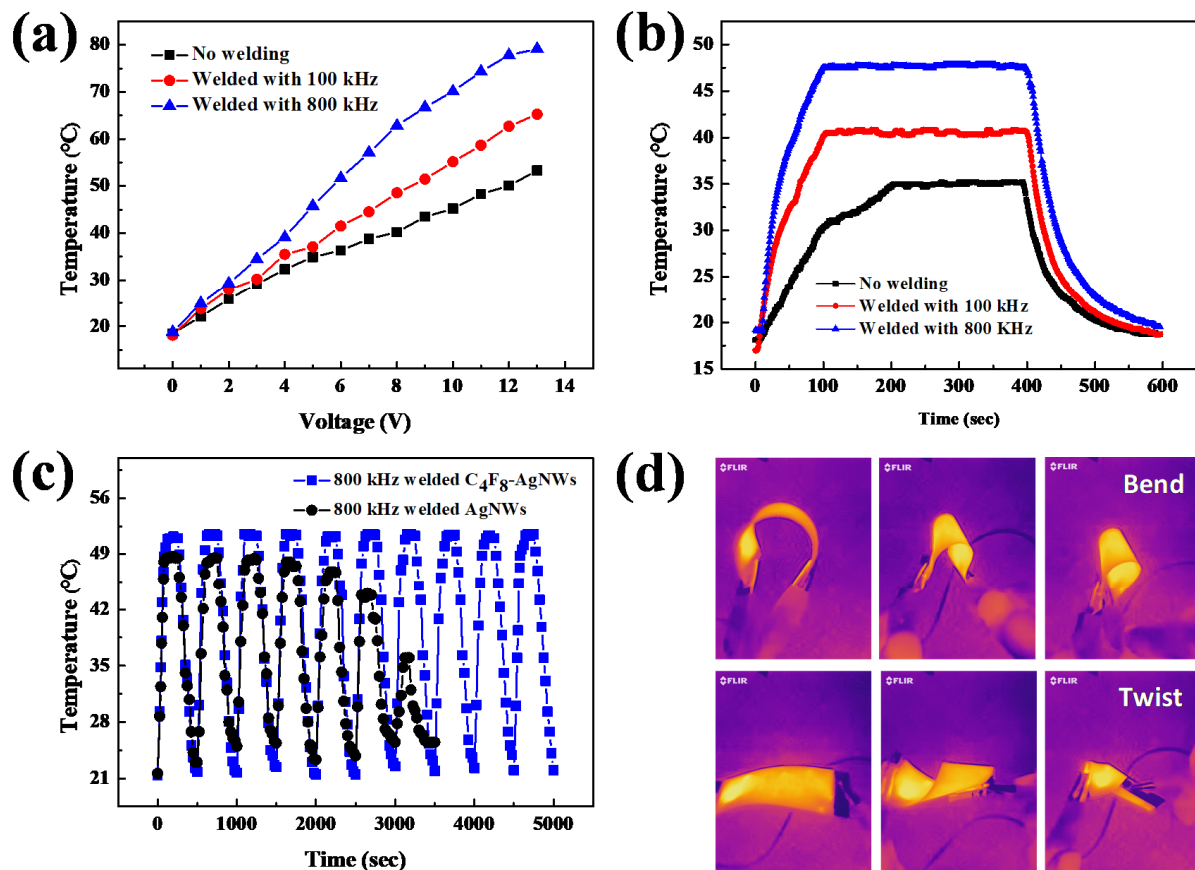 (a)
No welding
Welded with 100 kHz
Welded with 800 kHz
80
70
60
50
40
30
20
Temperature (°C)
0 2 4 6 8 10 12 14
Voltage (V)
(b)
50
45
40
35
30
25
20
15
Temperature (°C)
No welding
Welded with 100 kHz
Welded with 800 KHz
0 100 200 300 400 500 600
Time (sec)
(c)
800 kHz welded C₄F₈-AgNWs
800 kHz welded AgNWs
56
49
42
35
28
21
Temperature (°C)
0 1000 2000 3000 4000 5000
Time (sec)
(d)
FLIR
FLIR
FLIR
Bend
FLIR
FLIR
FLIR
Twist